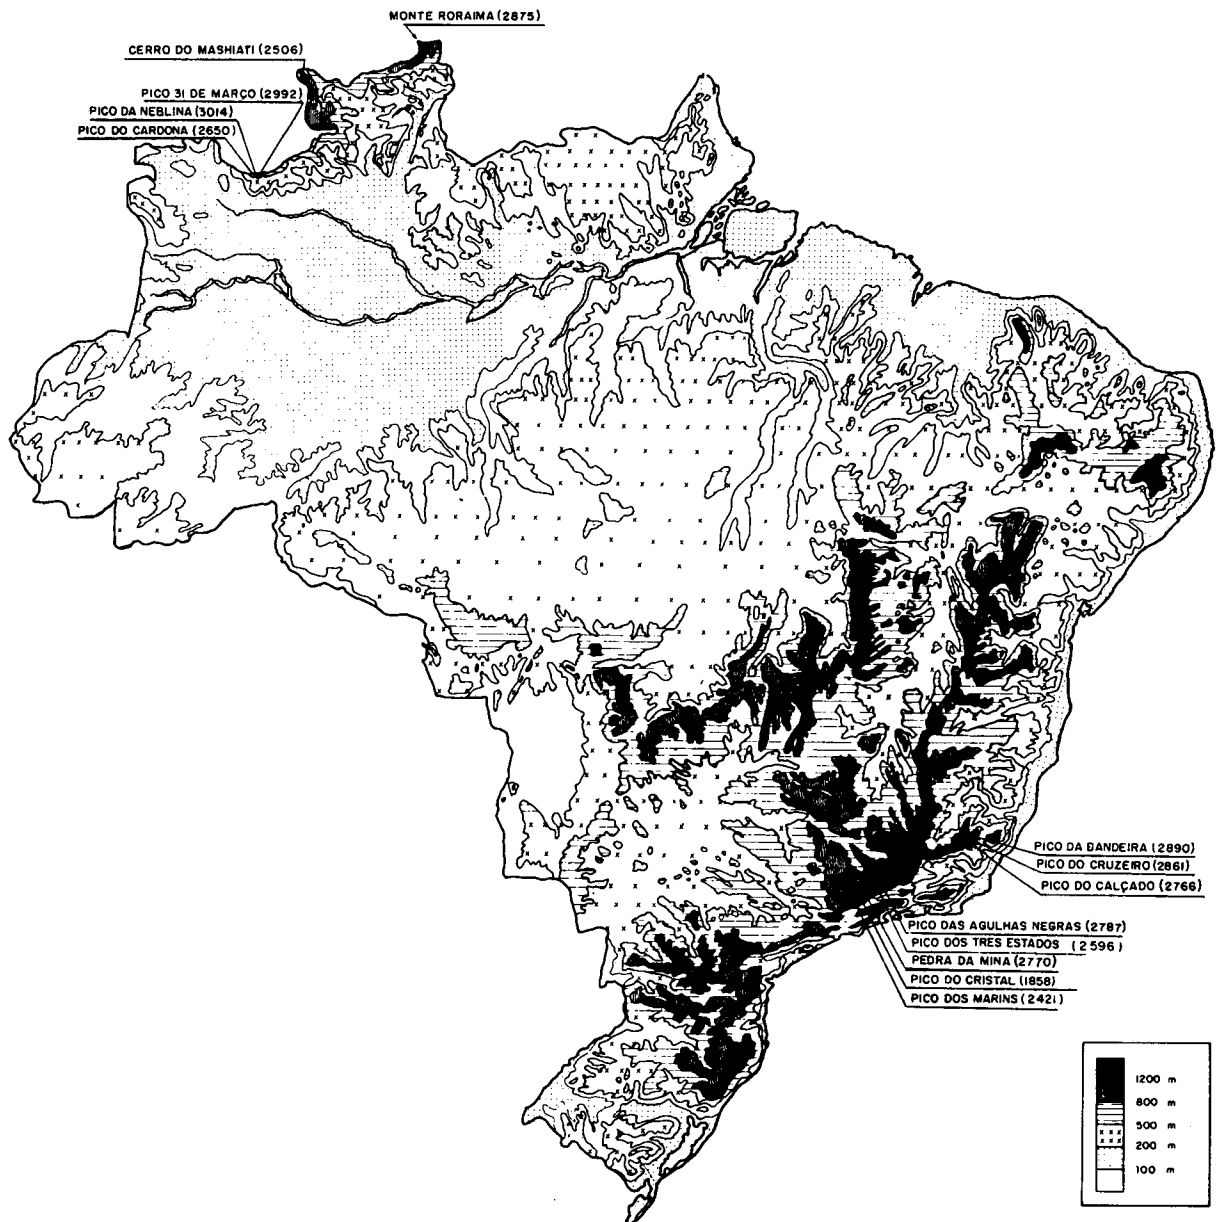 MONTE RORAIMA (2875)
CERRO DO MASHIATI (2506)
PICO 31 DE MARÇO (2992)
PICO DA NEBLINA (3014)
PICO DO CARDONA (2650)
PICO DA BANDEIRA (2890)
PICO DO CRUZEIRO (2861)
PICO DO CALÇADO (2766)
PICO DAS AGULHAS NEGRAS (2787)
PICO DOS TRES ESTADOS (2596)
PEDRA DA MINA (2770)
PICO DO CRISTAL (1858)
PICO DOS MARINS (2421)
1200 m
800 m
500 m
200 m
100 m